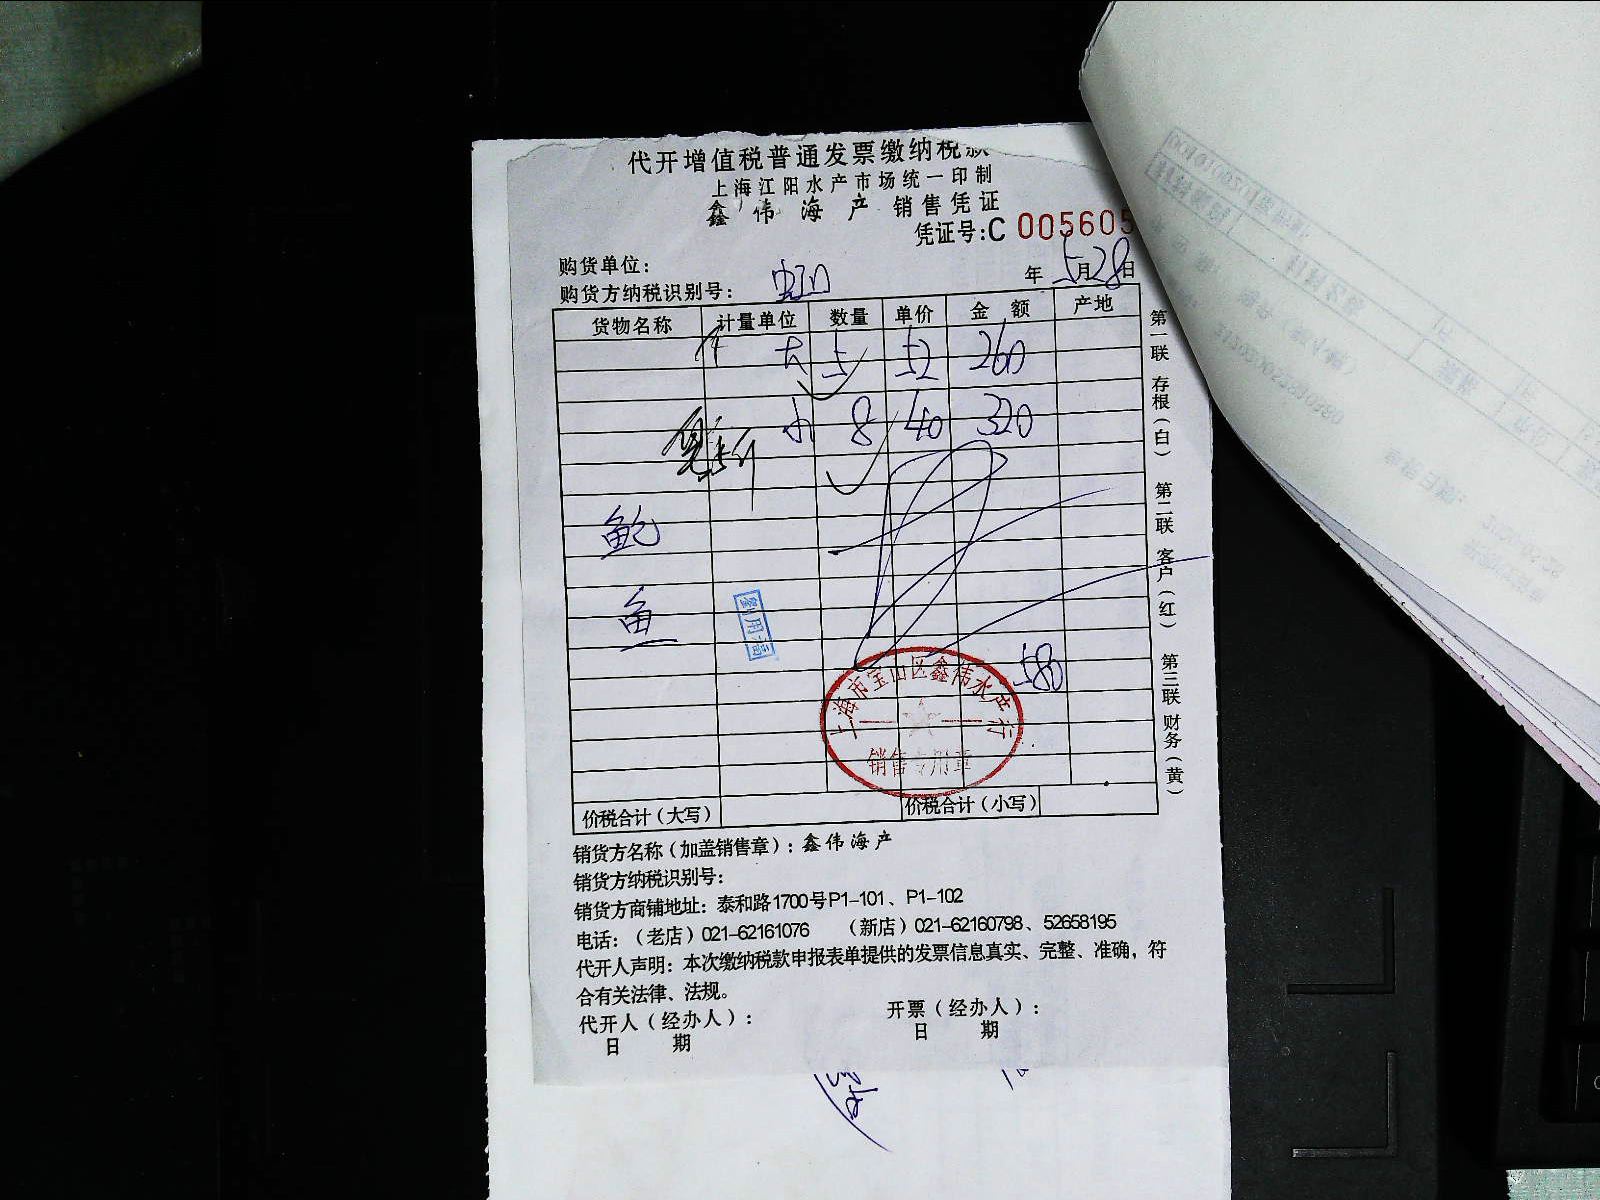 代开增值税普通发票缴纳税款
上海江阳水产市场统一印制
鑫伟海产 销售凭证
凭证号:C 005605
购货单位:
年 5月28日
购货方纳税识别号:
货物名称 计量单位 数量 单价 金额 产地
大 5 52 260
小 8 40 320
鲍
鱼
580
上海市宝山区鑫伟水产行
销售专用章
价税合计(大写) 价税合计(小写)
第一联 存根(白) 第二联 客户(红) 第三联 财务(黄)
销货方名称(加盖销售章): 鑫伟海产
销货方纳税识别号:
销货方商铺地址: 泰和路1700号P1-101、P1-102
电话:(老店)021-62161076 (新店)021-62160798、52658195
代开人声明: 本次缴纳税款申报表单提供的发票信息真实、完整、准确, 符
合有关法律、法规。
代开人(经办人): 开票(经办人):
日 期 日 期